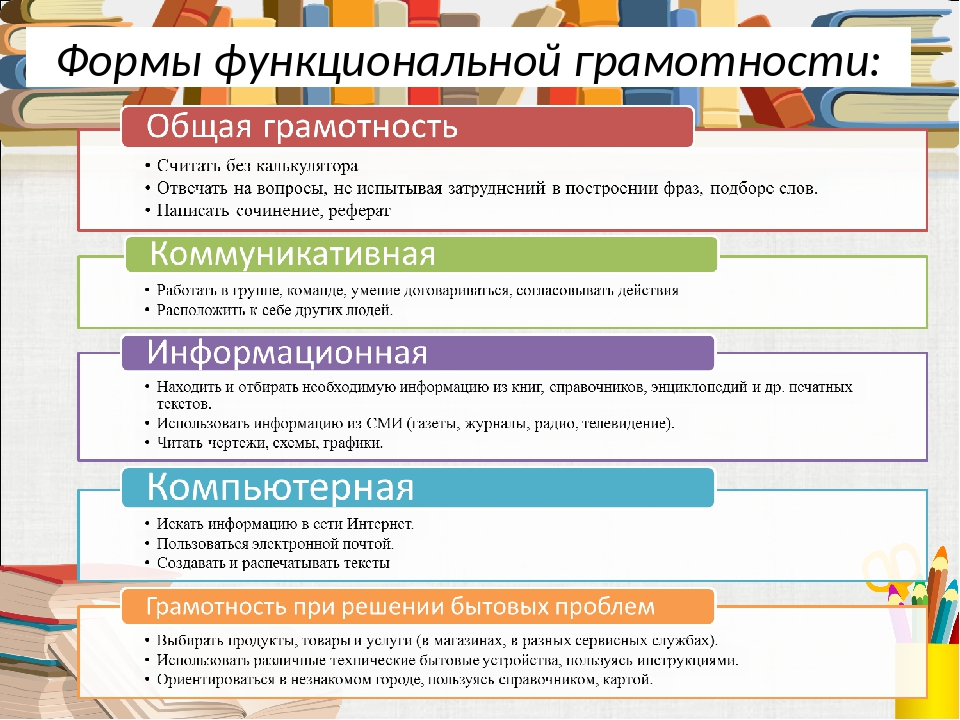 Формы функциональной грамотности:
Общая грамотность
• Считать без калькулятора
• Отвечать на вопросы, не испытывая затруднений в построении фраз, подборе слов.
• Написать сочинение, реферат
Коммуникативная
• Работать в группе, команде, умение договариваться, согласовывать действия
• Расположить к себе других людей.
Информационная
• Находить и отбирать необходимую информацию из книг, справочников, энциклопедий и др. печатных
текстов.
• Использовать информацию из СМИ (газеты, журналы, радио, телевидение).
• Читать чертежи, схемы, графики.
Компьютерная
• Искать информацию в сети Интернет.
• Пользоваться электронной почтой.
• Создавать и распечатывать тексты
Грамотность при решении бытовых проблем
• Выбирать продукты, товары и услуги (в магазинах, в разных сервисных службах).
• Использовать различные технические бытовые устройства, пользуясь инструкциями.
• Ориентироваться в незнакомом городе, пользуясь справочником, картой.